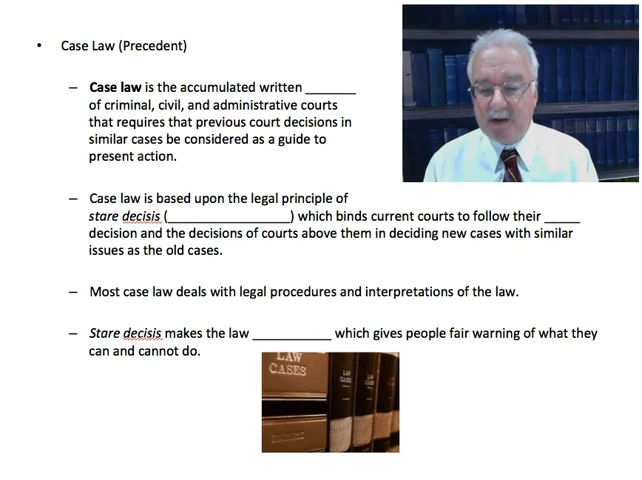 • Case Law (Precedent)
– Case law is the accumulated written _______
of criminal, civil, and administrative courts
that requires that previous court decisions in
similar cases be considered as a guide to
present action.
– Case law is based upon the legal principle of
stare decisis (_________________) which binds current courts to follow their _____
decision and the decisions of courts above them in deciding new cases with similar
issues as the old cases.
– Most case law deals with legal procedures and interpretations of the law.
– Stare decisis makes the law ___________ which gives people fair warning of what they
can and cannot do.
LAW
CASES